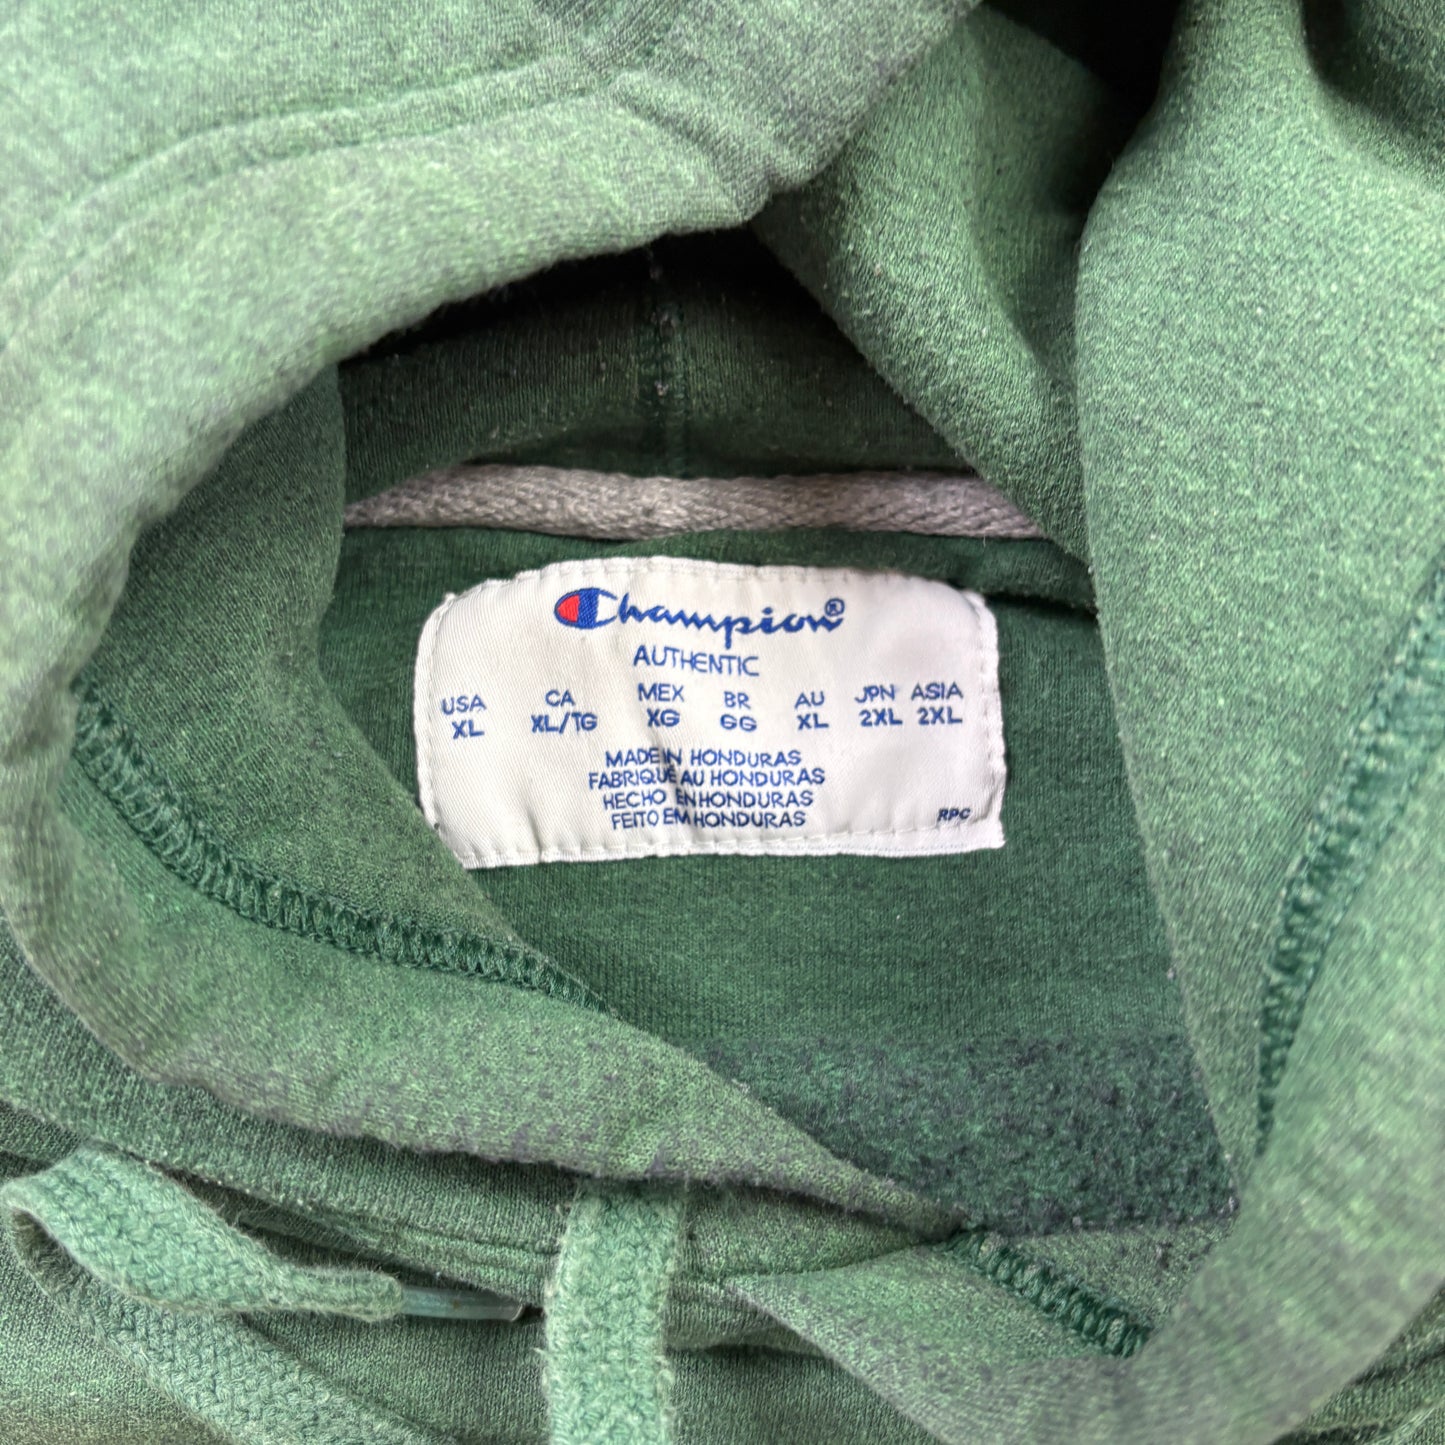 Champion®
AUTHENTIC
USA CA MEX BR AU JPN ASIA
XL XL/TG XG GG XL 2XL 2XL
MADE IN HONDURAS
FABRIQUÉ AU HONDURAS
HECHO EN HONDURAS
FEITO EM HONDURAS
RPC